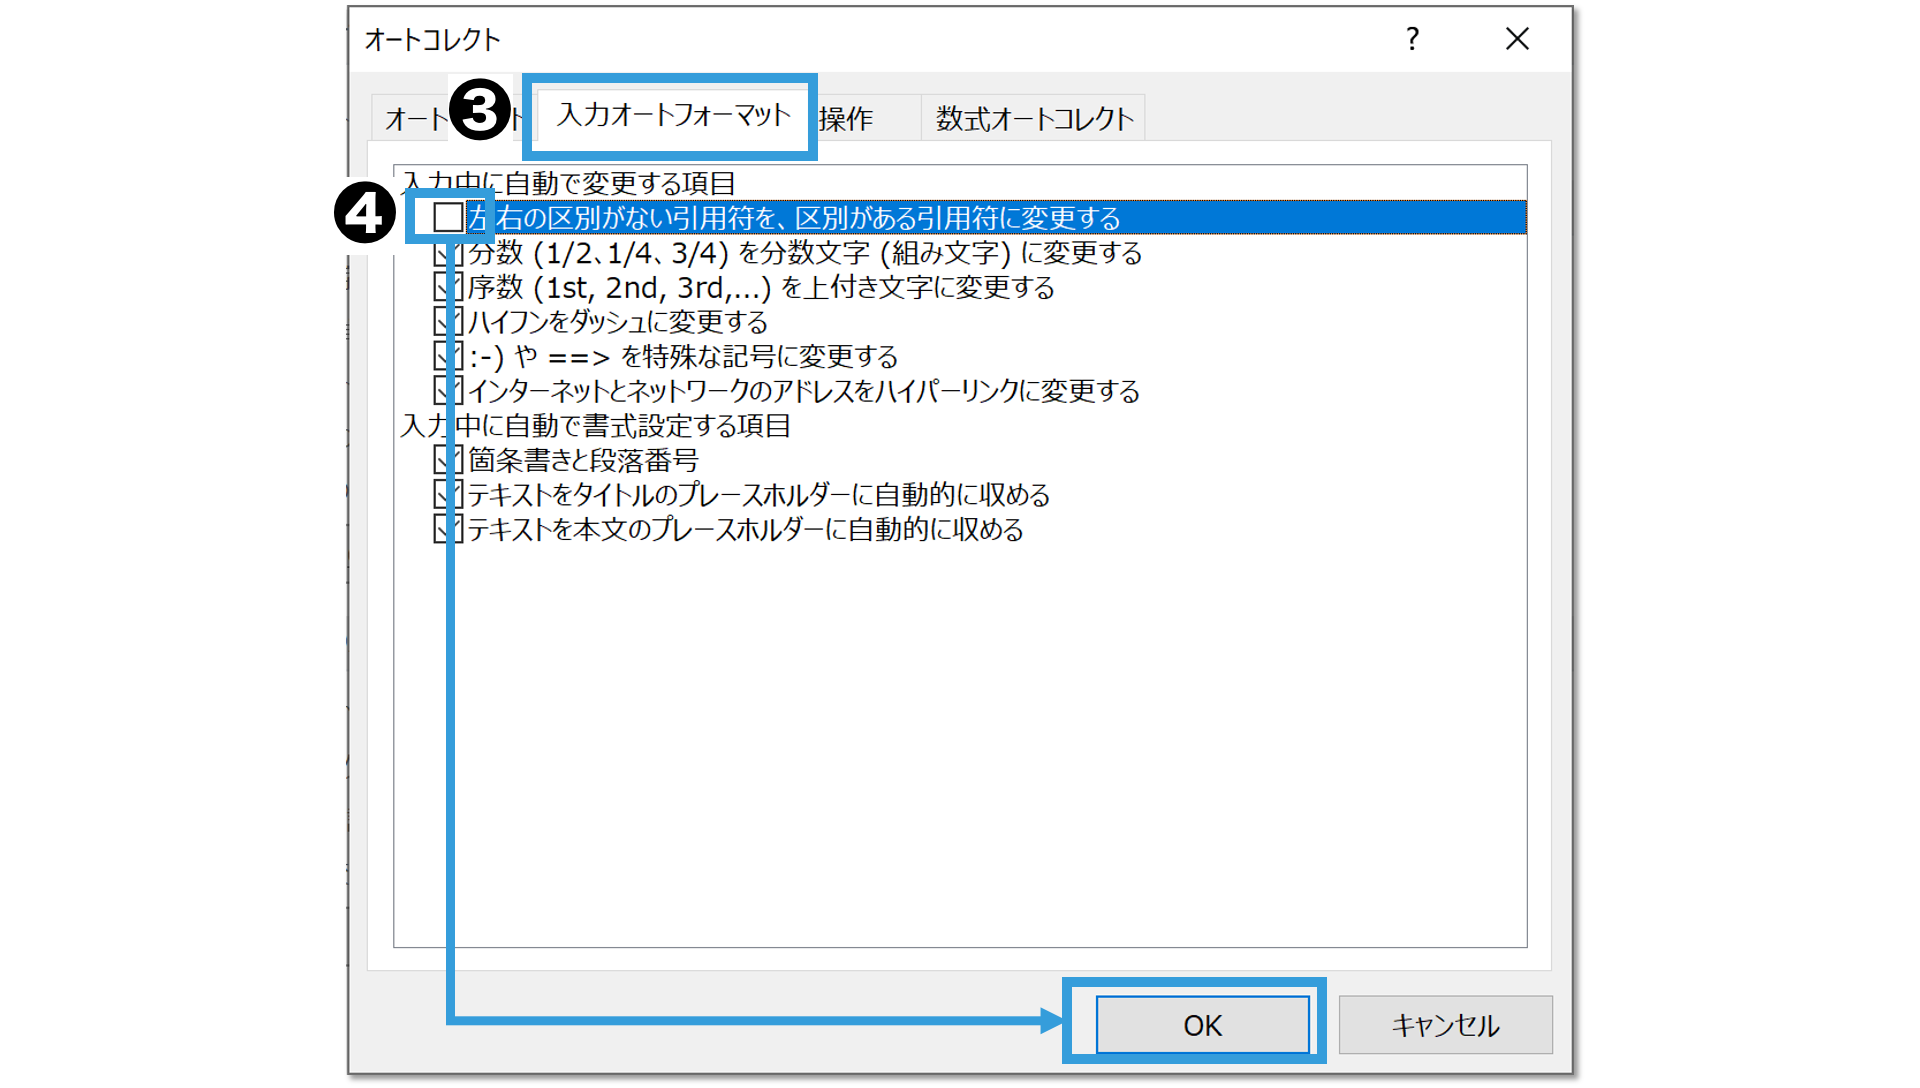 オートコレクト
?
オート ❸ ト 入力オートフォーマット 操作 数式オートコレクト
入力中に自動で変更する項目
❹ 左右の区別がない引用符を、区別がある引用符に変更する
分数 (1/2、1/4、3/4) を分数文字 (組み文字) に変更する
序数 (1st, 2nd, 3rd,...) を上付き文字に変更する
ハイフンをダッシュに変更する
:-) や ==> を特殊な記号に変更する
インターネットとネットワークのアドレスをハイパーリンクに変更する
入力中に自動で書式設定する項目
箇条書きと段落番号
テキストをタイトルのプレースホルダーに自動的に収める
テキストを本文のプレースホルダーに自動的に収める
OK キャンセル